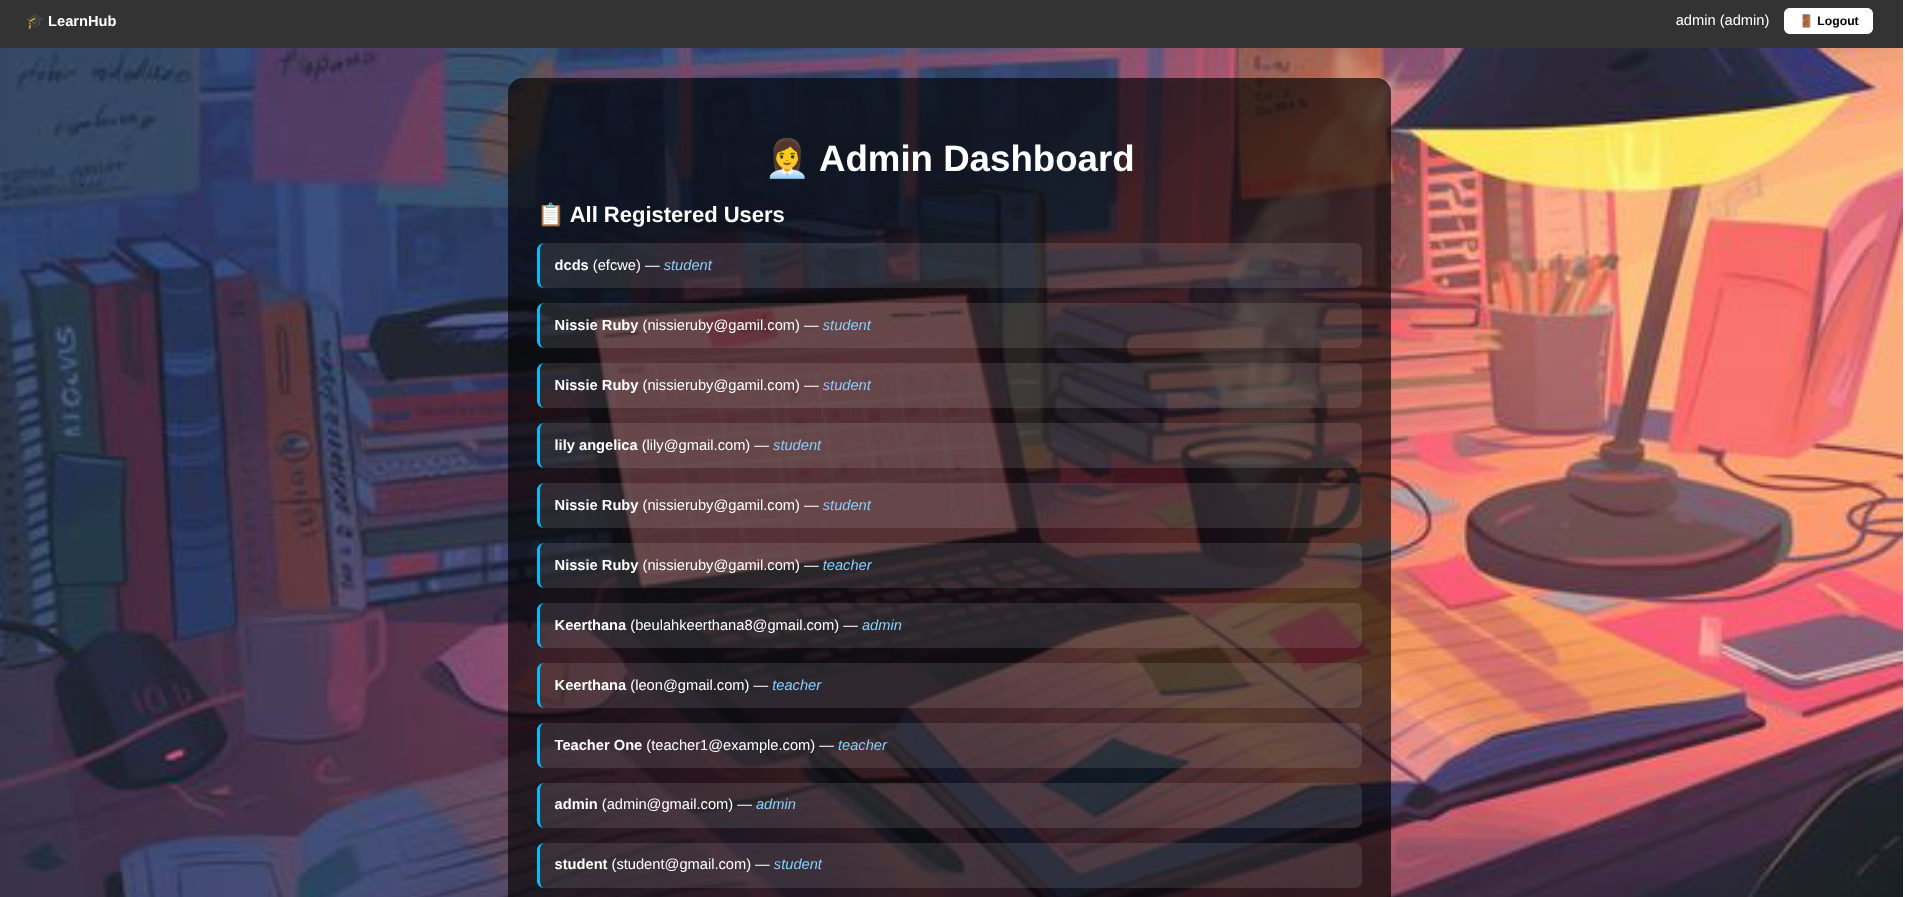 🎓 LearnHub
admin (admin)
🚪 Logout
👩‍💼 Admin Dashboard
📋 All Registered Users
dcds (efcwe) — student
Nissie Ruby (nissieruby@gamil.com) — student
Nissie Ruby (nissieruby@gamil.com) — student
lily angelica (lily@gmail.com) — student
Nissie Ruby (nissieruby@gamil.com) — student
Nissie Ruby (nissieruby@gamil.com) — teacher
Keerthana (beulahkeerthana8@gmail.com) — admin
Keerthana (leon@gmail.com) — teacher
Teacher One (teacher1@example.com) — teacher
admin (admin@gmail.com) — admin
student (student@gmail.com) — student